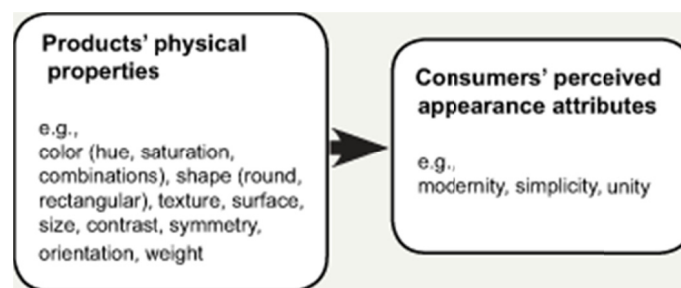 Products' physical
properties
e.g.,
color (hue, saturation,
combinations), shape (round,
rectangular), texture, surface,
size, contrast, symmetry,
orientation, weight
Consumers' perceived
appearance attributes
e.g.,
modernity, simplicity, unity